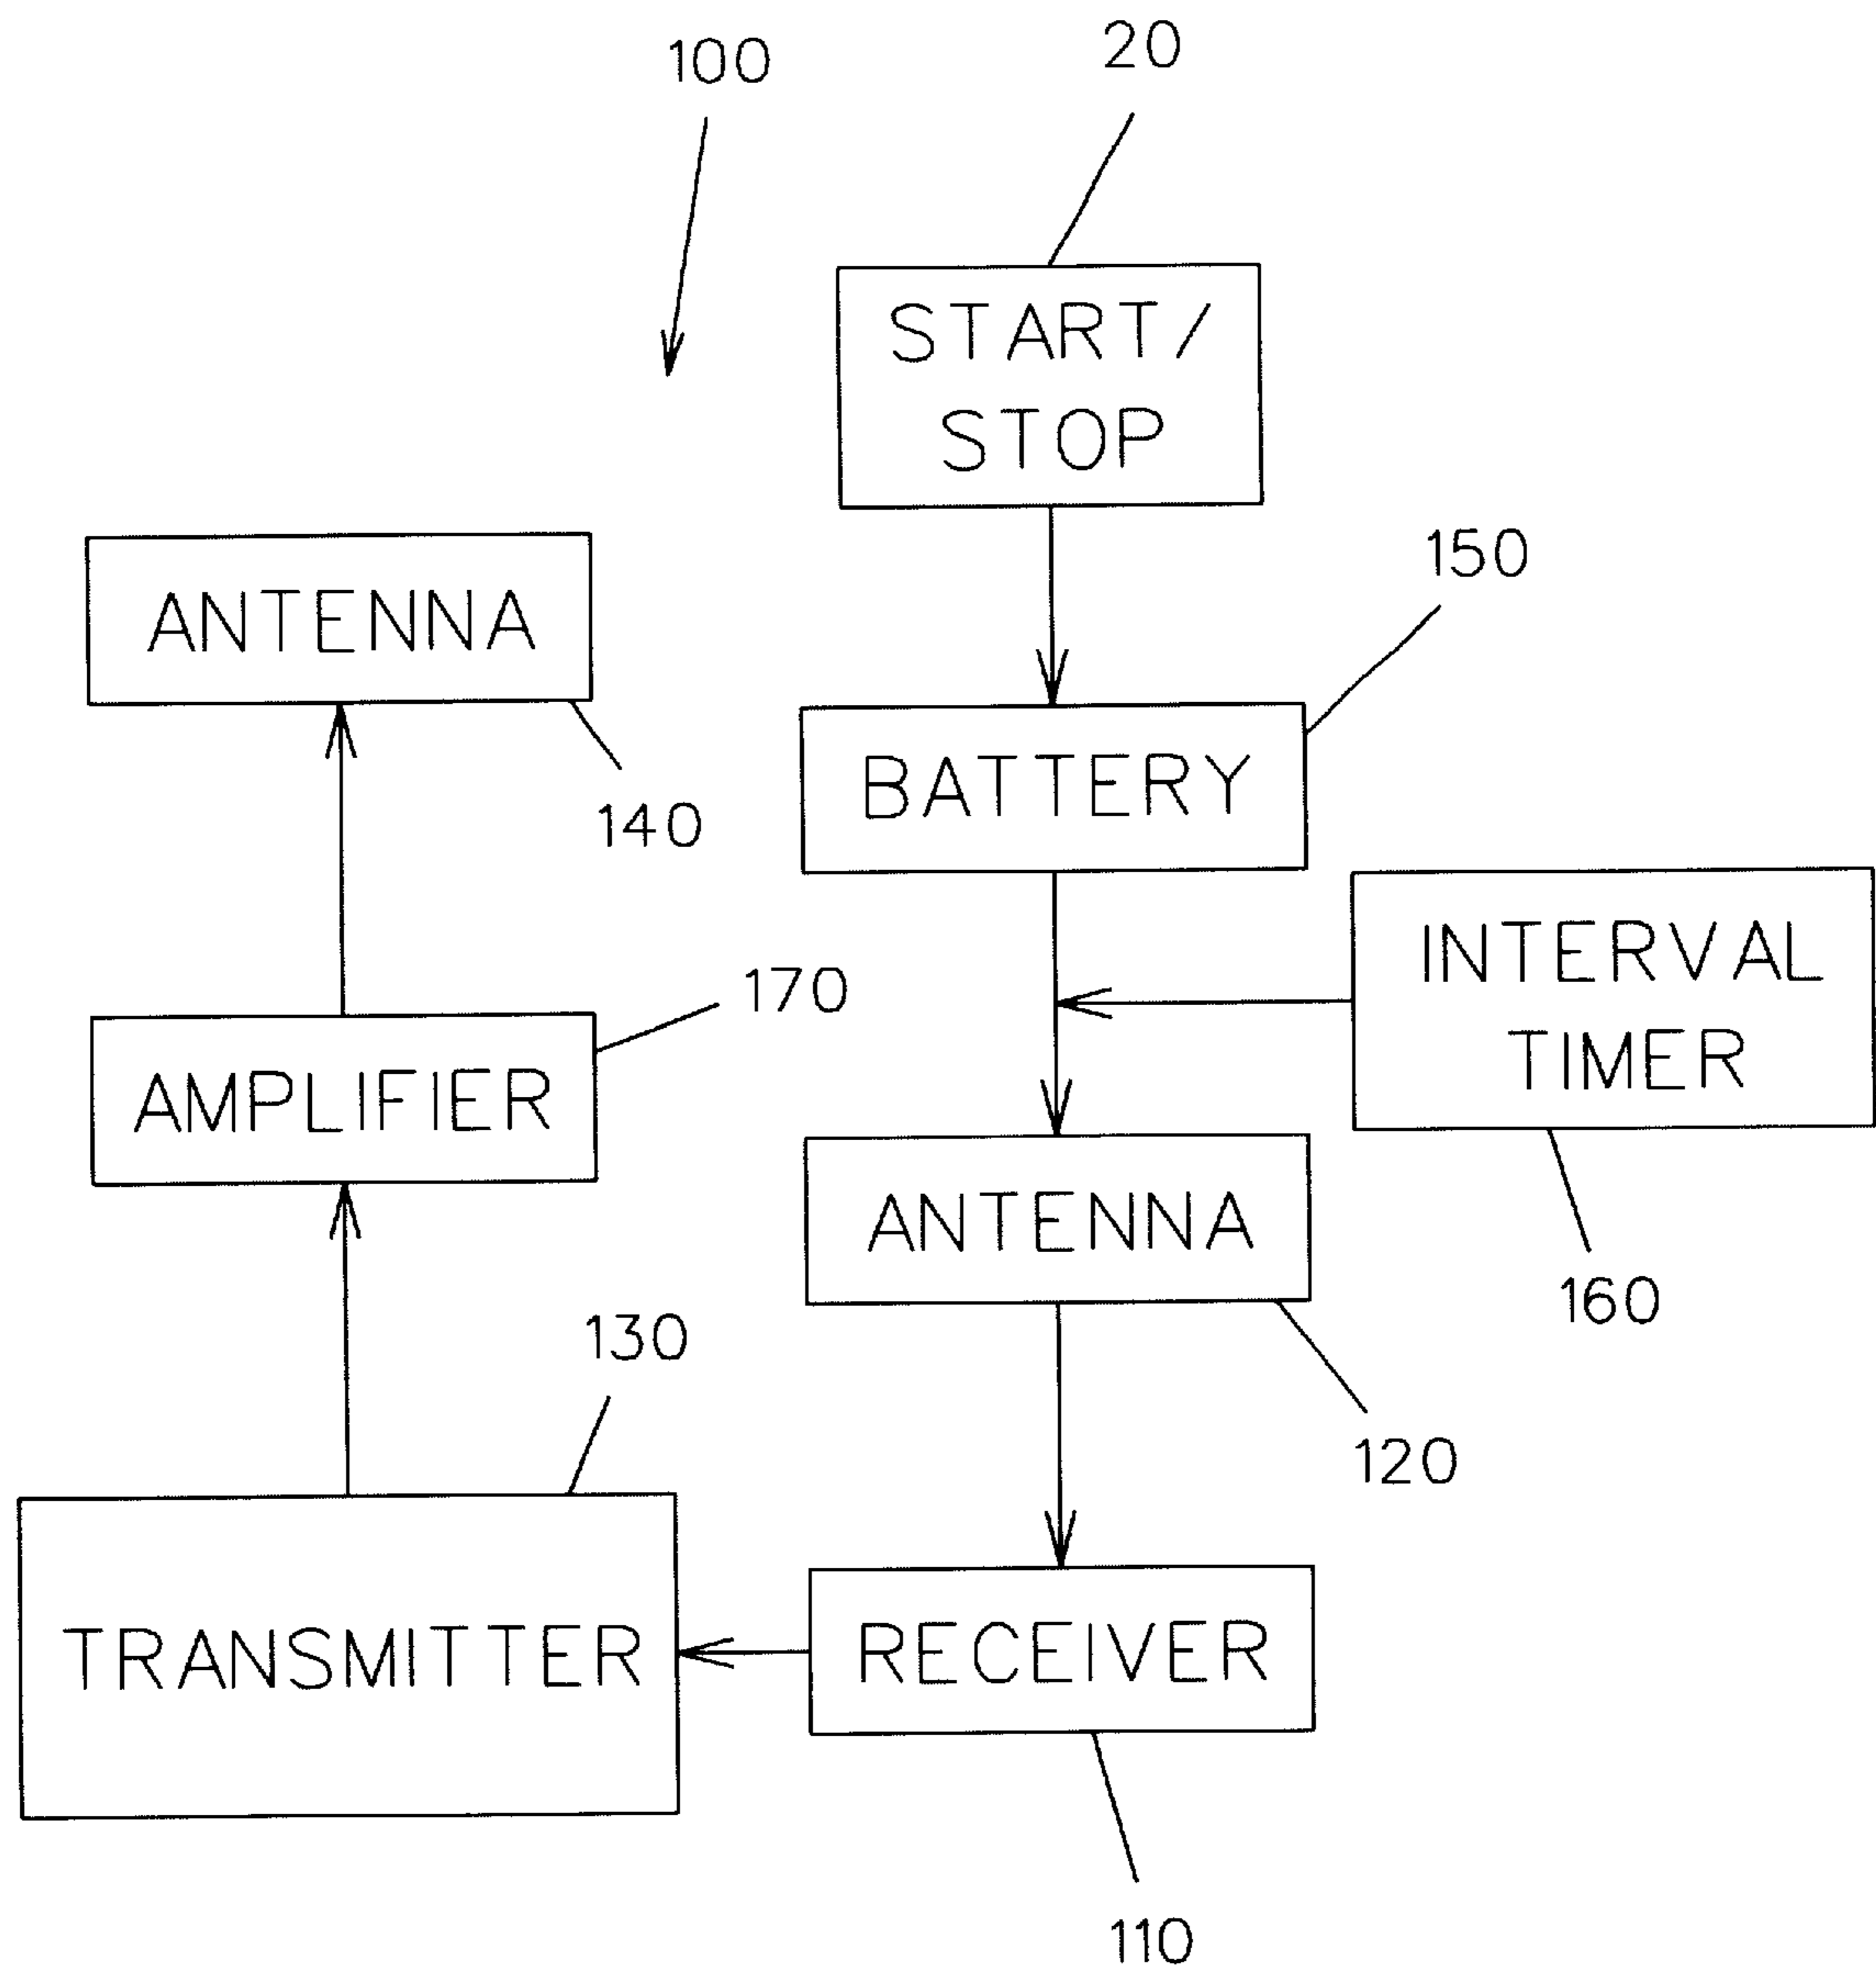 100
20
START/
STOP
150
ANTENNA
140
BATTERY
170
INTERVAL
TIMER
AMPLIFIER
ANTENNA
160
130
120
TRANSMITTER
RECEIVER
110